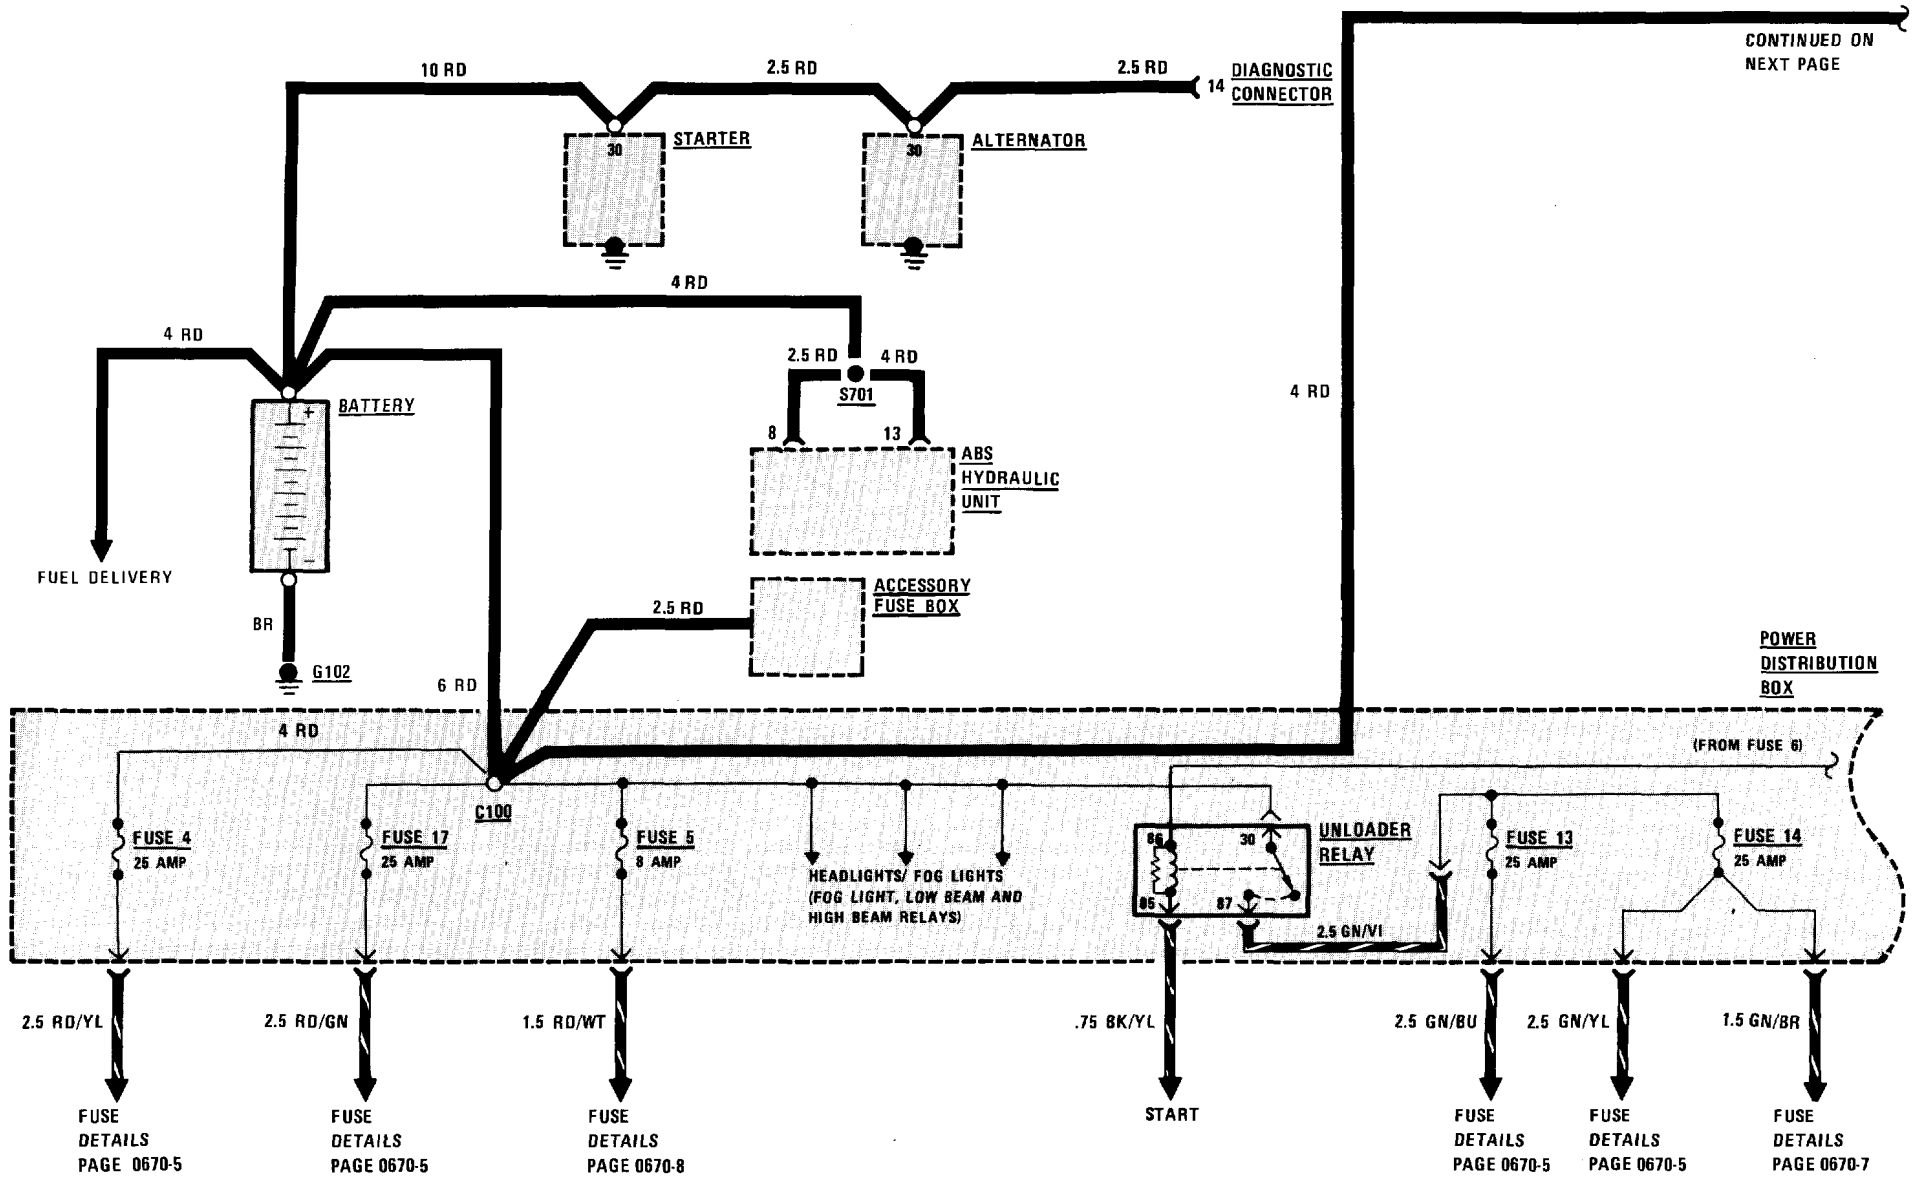 CONTINUED ON
NEXT PAGE
10 RD
2.5 RD
2.5 RD
14
DIAGNOSTIC
CONNECTOR
30
STARTER
30
ALTERNATOR
4 RD
4 RD
2.5 RD
4 RD
S701
8
13
4 RD
+
BATTERY
-
ABS
HYDRAULIC
UNIT
FUEL DELIVERY
ACCESSORY
FUSE BOX
2.5 RD
BR
G102
6 RD
POWER
DISTRIBUTION
BOX
4 RD
(FROM FUSE 6)
C100
FUSE 4
25 AMP
FUSE 17
25 AMP
FUSE 5
8 AMP
HEADLIGHTS/ FOG LIGHTS
(FOG LIGHT, LOW BEAM AND
HIGH BEAM RELAYS)
86
30
85
87
UNLOADER
RELAY
2.5 GN/VI
FUSE 13
25 AMP
FUSE 14
25 AMP
2.5 RD/YL
2.5 RD/GN
1.5 RD/WT
.75 BK/YL
2.5 GN/BU
2.5 GN/YL
1.5 GN/BR
FUSE
DETAILS
PAGE 0670-5
FUSE
DETAILS
PAGE 0670-5
FUSE
DETAILS
PAGE 0670-8
START
FUSE
DETAILS
PAGE 0670-5
FUSE
DETAILS
PAGE 0670-5
FUSE
DETAILS
PAGE 0670-7